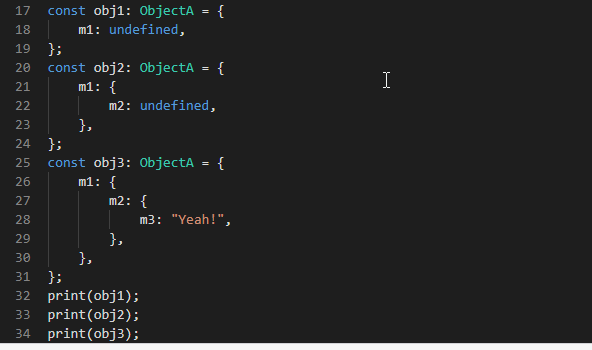 17 const obj1: ObjectA = {
18     m1: undefined,
19 };
20 const obj2: ObjectA = {
21     m1: {
22         m2: undefined,
23     },
24 };
25 const obj3: ObjectA = {
26     m1: {
27         m2: {
28             m3: "Yeah!",
29         },
30     },
31 };
32 print(obj1);
33 print(obj2);
34 print(obj3);